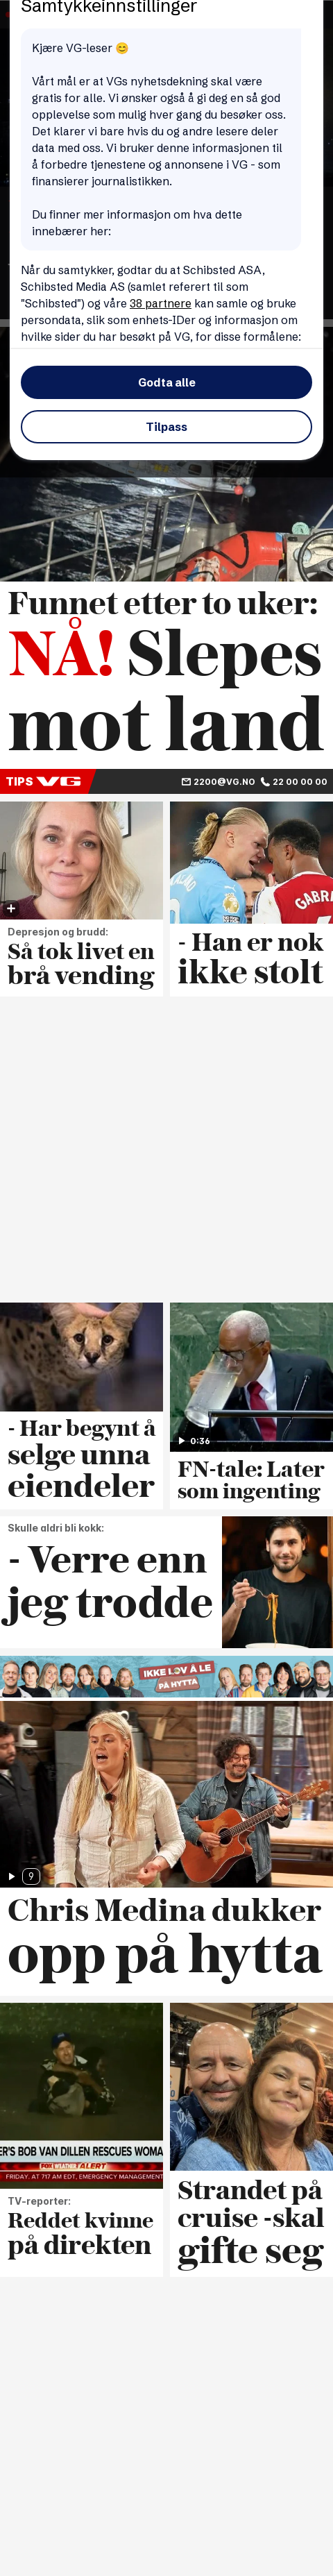 Samtykkeinnstillinger
Kjære VG-leser 😊
Vårt mål er at VGs nyhetsdekning skal være
gratis for alle. Vi ønsker også å gi deg en så god
opplevelse som mulig hver gang du besøker oss.
Det klarer vi bare hvis du og andre lesere deler
data med oss. Vi bruker denne informasjonen til
å forbedre tjenestene og annonsene i VG - som
finansierer journalistikken.
Du finner mer informasjon om hva dette
innebærer her:
Når du samtykker, godtar du at Schibsted ASA,
Schibsted Media AS (samlet referert til som
"Schibsted") og våre 38 partnere kan samle og bruke
persondata, slik som enhets-IDer og informasjon om
hvilke sider du har besøkt på VG, for disse formålene:
Godta alle
Tilpass
Funnet etter to uker:
NÅ! Slepes
mot land
TIPS VG 2200@VG.NO 22 00 00 00
GABRI
Depresjon og brudd:
Så tok livet en
brå vending
- Han er nok
ikke stolt
- Har begynt å
selge unna
eiendeler
0:36
FN-tale: Later
som ingenting
Skulle aldri bli kokk:
- Verre enn
jeg trodde
IKKE LOV Å LE
PÅ HYTTA
9
Chris Medina dukker
opp på hytta
ER'S BOB VAN DILLEN RESCUES WOMA
FOX WEATHER ALERT
FRIDAY, AT 7:17 AM EDT, EMERGENCY MANAGEMENT
TV-reporter:
Reddet kvinne
på direkten
Strandet på
cruise -skal
gifte seg